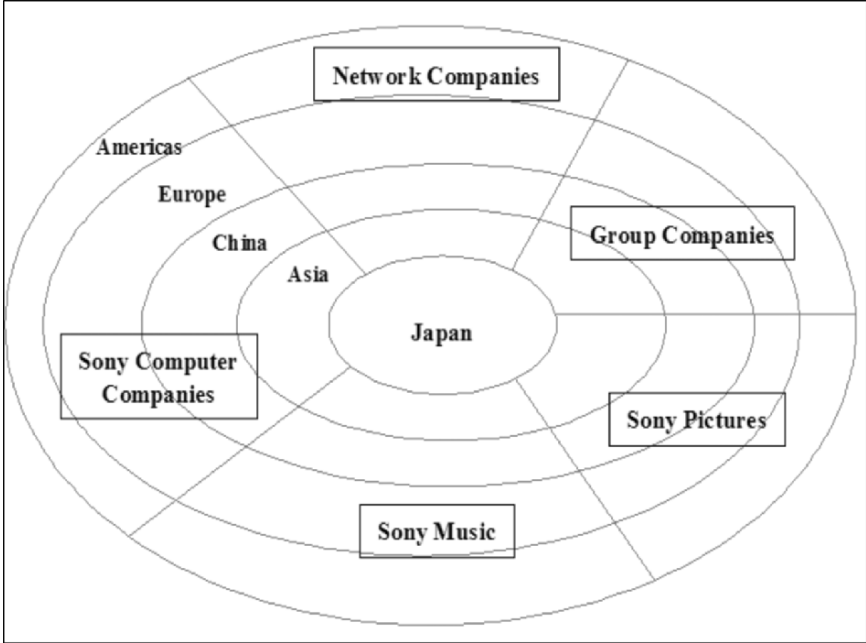 Network Companies
Americas
Europe
Group Companies
China
Asia
Japan
Sony Computer
Companies
Sony Pictures
Sony Music